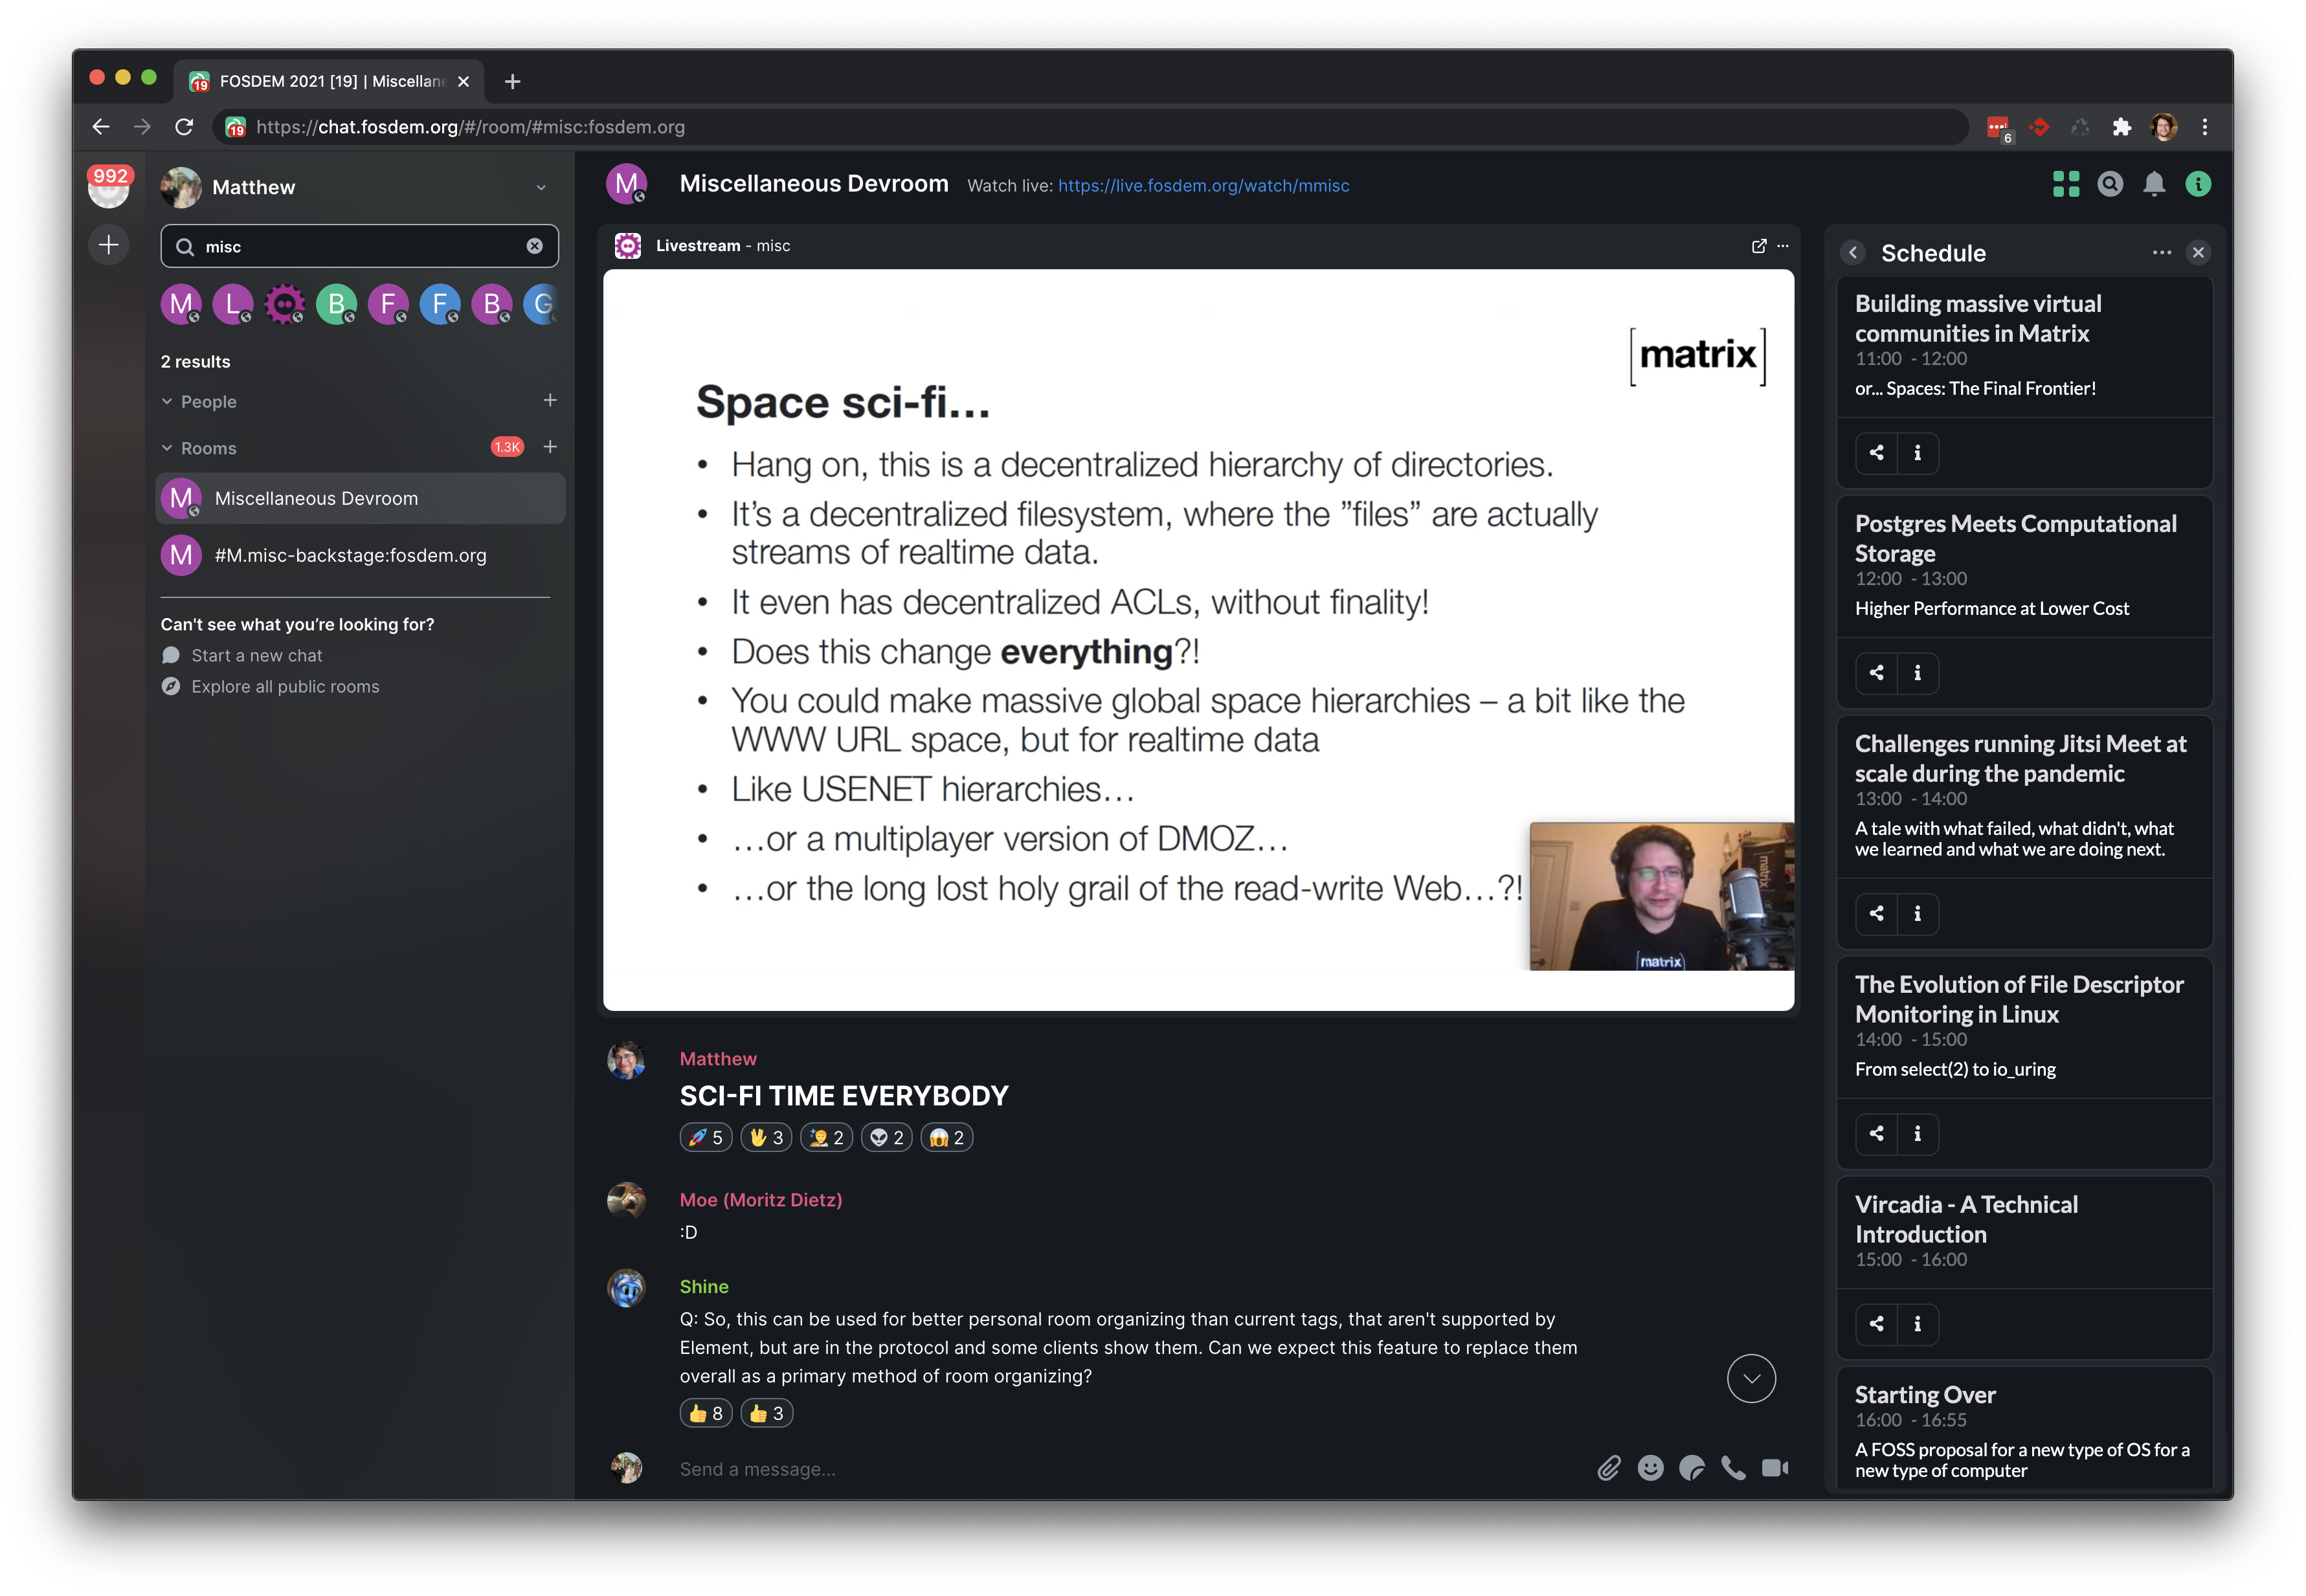 FOSDEM 2021 [19] | Miscellane
19
https://chat.fosdem.org/#/room/#misc:fosdem.org
6
992
Matthew
misc
M L B F F B G
2 results
People
Rooms
1.3K
M Miscellaneous Devroom
M #M.misc-backstage:fosdem.org
Can't see what you're looking for?
Start a new chat
Explore all public rooms
M Miscellaneous Devroom Watch live: https://live.fosdem.org/watch/mmisc
Livestream - misc
[matrix]
Space sci-fi…
• Hang on, this is a decentralized hierarchy of directories.
• It’s a decentralized filesystem, where the ”files” are actually
streams of realtime data.
• It even has decentralized ACLs, without finality!
• Does this change everything?!
• You could make massive global space hierarchies – a bit like the
WWW URL space, but for realtime data
• Like USENET hierarchies…
• …or a multiplayer version of DMOZ…
• …or the long lost holy grail of the read-write Web…?!
matrix
[matrix]
Matthew
SCI-FI TIME EVERYBODY
🚀 5 🖖 3 🧑‍🚀 2 👽 2 😱 2
Moe (Moritz Dietz)
:D
Shine
Q: So, this can be used for better personal room organizing than current tags, that aren't supported by
Element, but are in the protocol and some clients show them. Can we expect this feature to replace them
overall as a primary method of room organizing?
👍 8 👍 3
Send a message...
Schedule
Building massive virtual
communities in Matrix
11:00 - 12:00
or... Spaces: The Final Frontier!
Postgres Meets Computational
Storage
12:00 - 13:00
Higher Performance at Lower Cost
Challenges running Jitsi Meet at
scale during the pandemic
13:00 - 14:00
A tale with what failed, what didn't, what
we learned and what we are doing next.
The Evolution of File Descriptor
Monitoring in Linux
14:00 - 15:00
From select(2) to io_uring
Vircadia - A Technical
Introduction
15:00 - 16:00
Starting Over
16:00 - 16:55
A FOSS proposal for a new type of OS for a
new type of computer